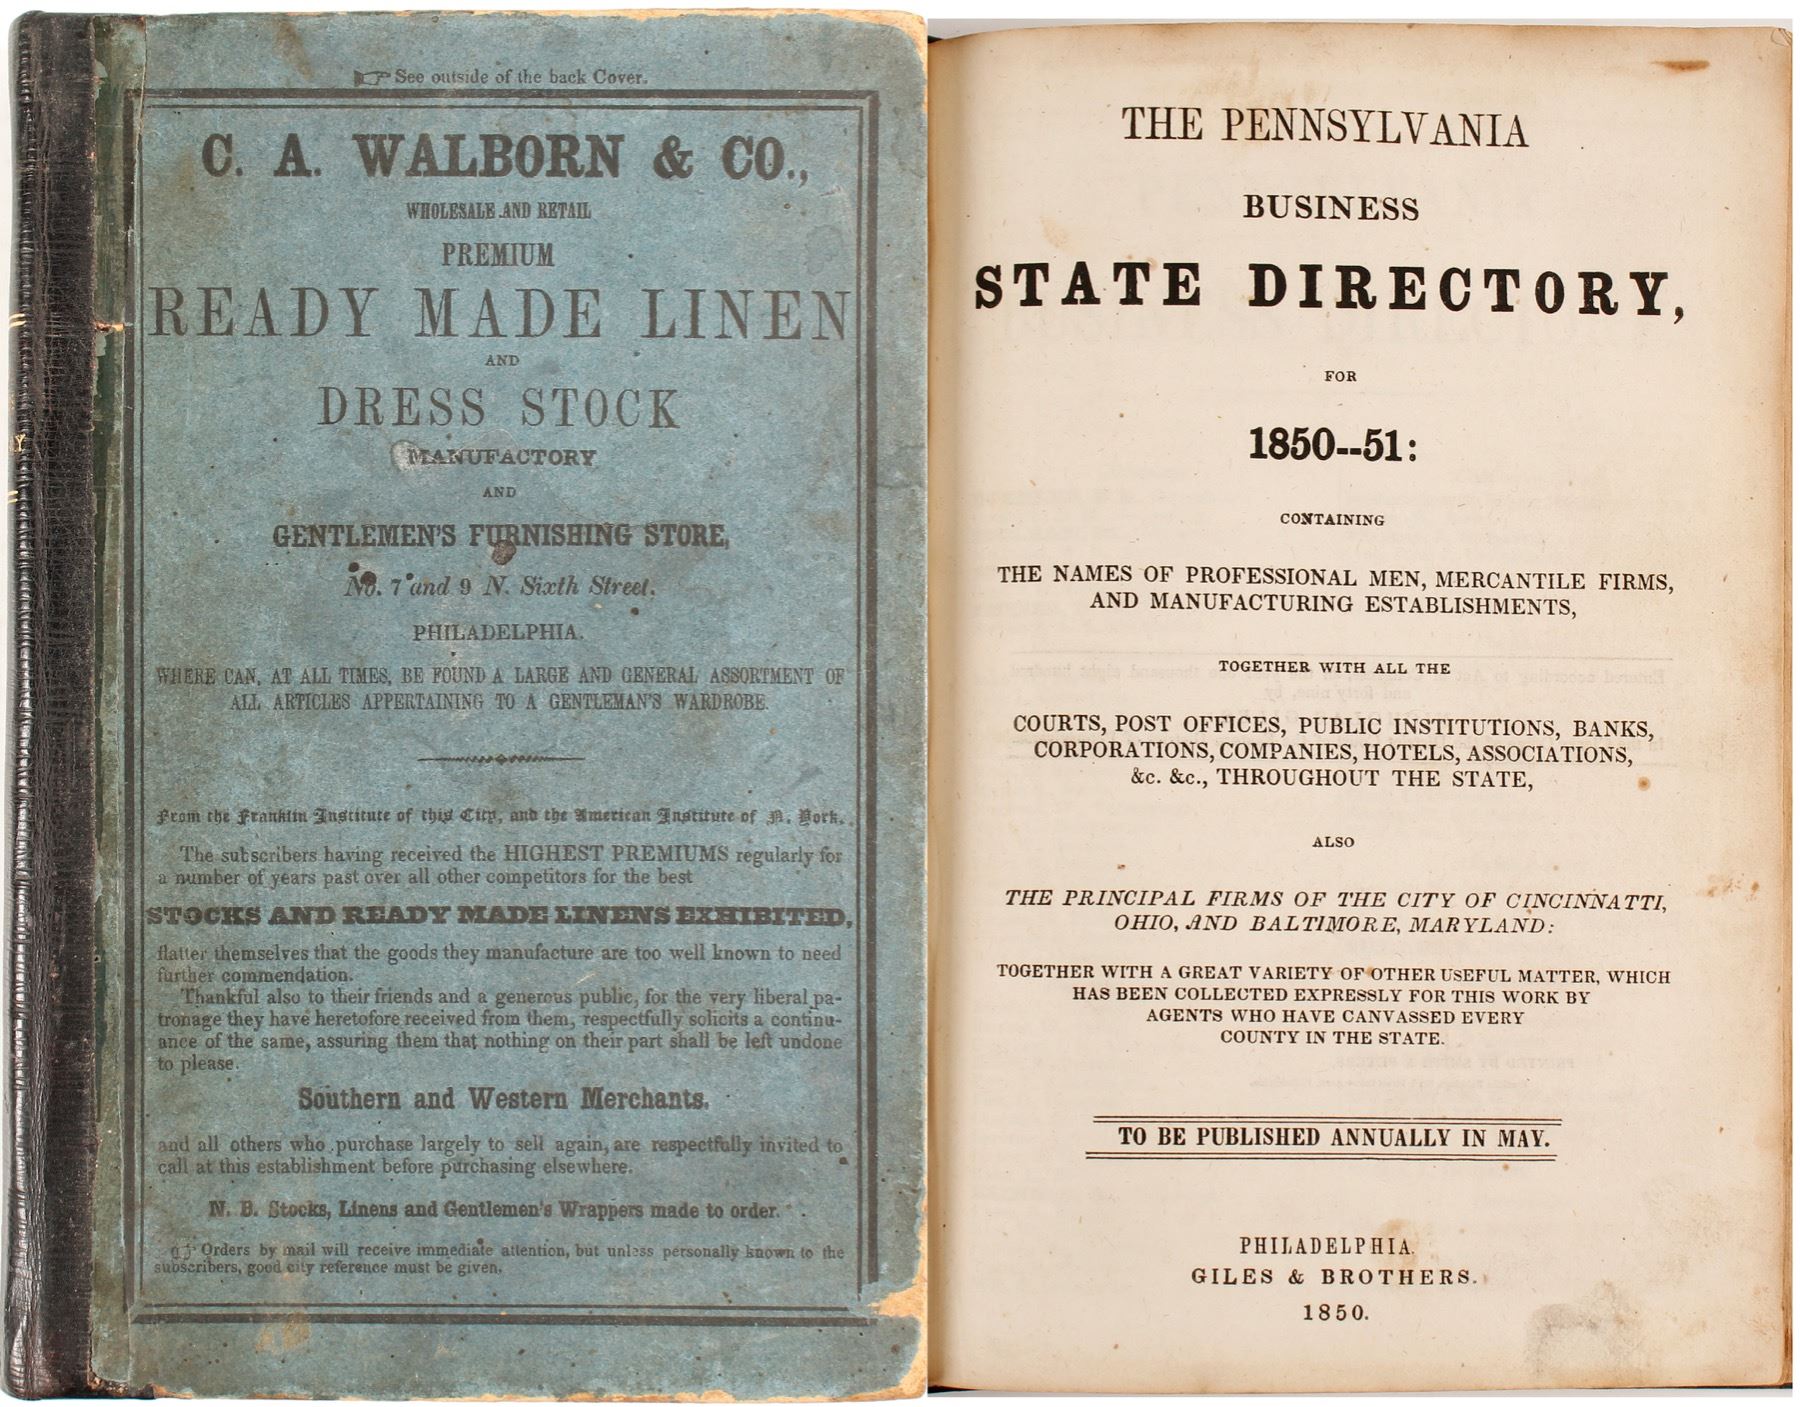 See outside of the back Cover.
C. A. WALBORN & CO.,
WHOLESALE AND RETAIL
PREMIUM
READY MADE LINEN
AND
DRESS STOCK
MANUFACTORY
AND
GENTLEMEN'S FURNISHING STORE,
No. 7 and 9 N. Sixth Street.
PHILADELPHIA.
WHERE CAN, AT ALL TIMES, BE FOUND A LARGE AND GENERAL ASSORTMENT OF
ALL ARTICLES APPERTAINING TO A GENTLEMAN'S WARDROBE.
From the Franklin Institute of this City, and the American Institute of N. York.
The subscribers having received the HIGHEST PREMIUMS regularly for
a number of years past over all other competitors for the best
STOCKS AND READY MADE LINENS EXHIBITED,
flatter themselves that the goods they manufacture are too well known to need
further commendation.
Thankful also to their friends and a generous public, for the very liberal pa-
tronage they have heretofore received from them, respectfully solicits a continu-
ance of the same, assuring them that nothing on their part shall be left undone
to please.
Southern and Western Merchants.
and all others who purchase largely to sell again, are respectfully invited to
call at this establishment before purchasing elsewhere.
N. B. Stocks, Linens and Gentlemen's Wrappers made to order.
Orders by mail will receive immediate attention, but unless personally known to the
subscribers, good city reference must be given.
Y
THE PENNSYLVANIA
BUSINESS
STATE DIRECTORY,
FOR
1850--51:
CONTAINING
THE NAMES OF PROFESSIONAL MEN, MERCANTILE FIRMS,
AND MANUFACTURING ESTABLISHMENTS,
TOGETHER WITH ALL THE
COURTS, POST OFFICES, PUBLIC INSTITUTIONS, BANKS,
CORPORATIONS, COMPANIES, HOTELS, ASSOCIATIONS,
&c. &c., THROUGHOUT THE STATE,
ALSO
THE PRINCIPAL FIRMS OF THE CITY OF CINCINNATTI,
OHIO, AND BALTIMORE, MARYLAND:
TOGETHER WITH A GREAT VARIETY OF OTHER USEFUL MATTER, WHICH
HAS BEEN COLLECTED EXPRESSLY FOR THIS WORK BY
AGENTS WHO HAVE CANVASSED EVERY
COUNTY IN THE STATE.
TO BE PUBLISHED ANNUALLY IN MAY.
PHILADELPHIA.
GILES & BROTHERS.
1850.